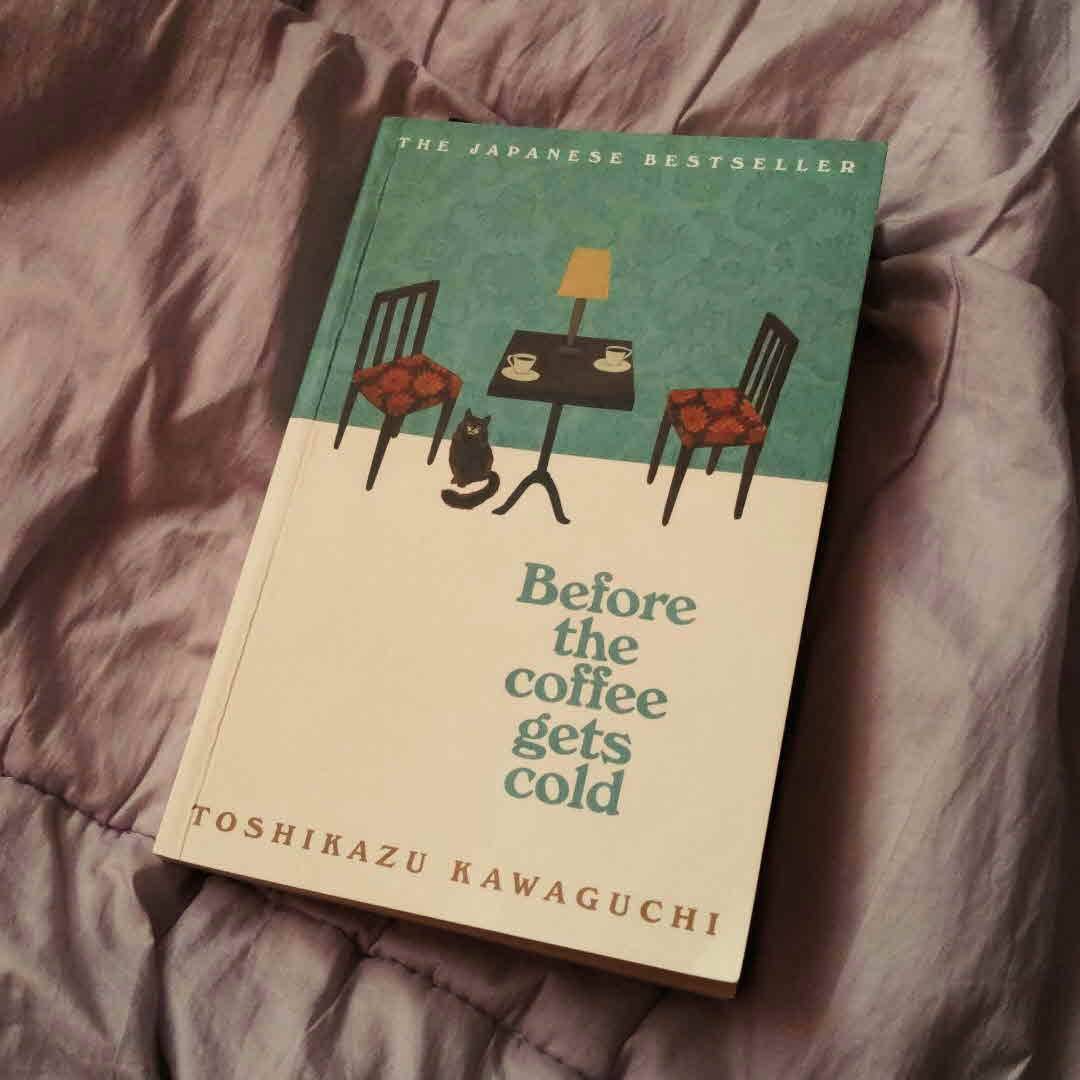 THE JAPANESE BESTSELLER
Before
the
coffee
gets
cold
TOSHIKAZU KAWAGUCHI